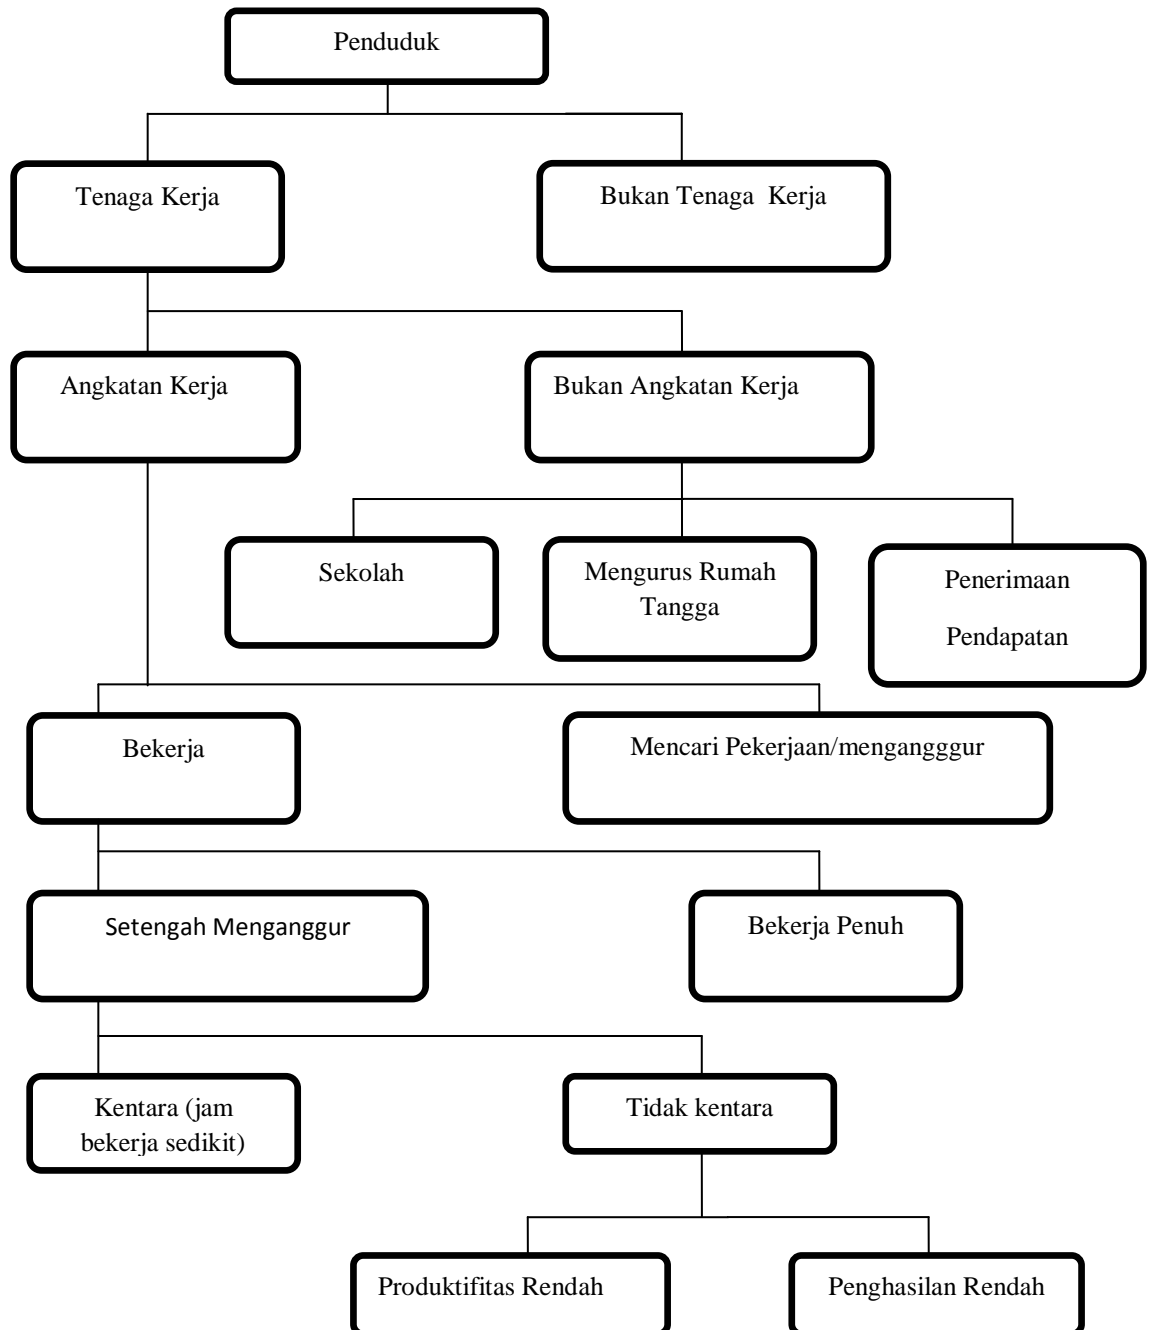 Penduduk
Tenaga Kerja
Bukan Tenaga  Kerja
Angkatan Kerja
Bukan Angkatan Kerja
Sekolah
Mengurus Rumah
Tangga
Penerimaan
Pendapatan
Bekerja
Mencari Pekerjaan/mengangggur
Setengah Menganggur
Bekerja Penuh
Kentara (jam
bekerja sedikit)
Tidak kentara
Produktifitas Rendah
Penghasilan Rendah